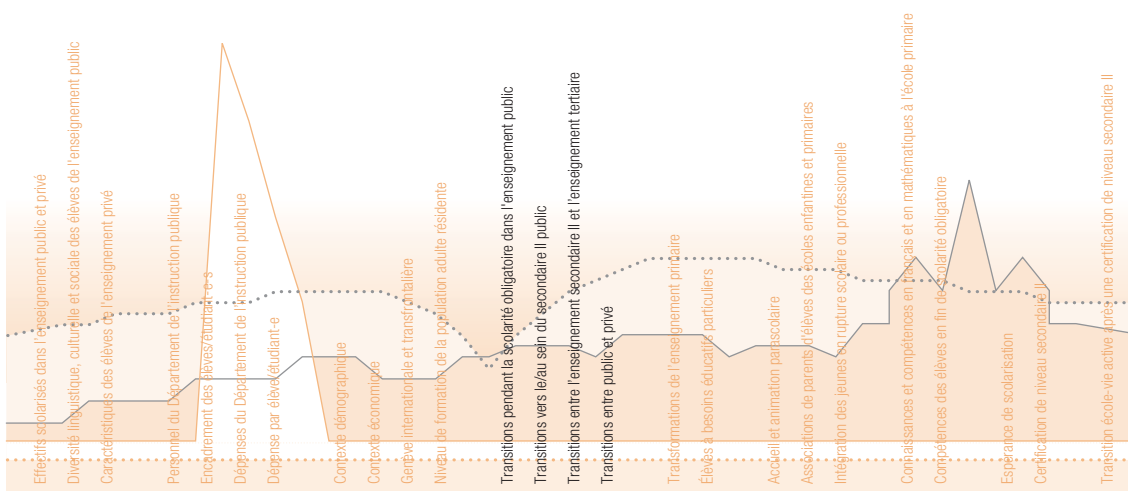 Effectifs scolarisés dans l'enseignement public et privé
Diversité linguistique, culturelle et sociale des élèves de l'enseignement public
Caractéristiques des élèves de l'enseignement privé
Personnel du Département de l'instruction publique
Encadrement des élèves/étudiant-e-s
Dépenses du Département de l'instruction publique
Dépense par élève/étudiant-e
Contexte démographique
Contexte économique
Genève internationale et transfrontalière
Niveau de formation de la population adulte résidente
Transitions pendant la scolarité obligatoire dans l'enseignement public
Transitions vers le/au sein du secondaire II public
Transitions entre l'enseignement secondaire II et l'enseignement tertiaire
Transitions entre public et privé
Transformations de l'enseignement primaire
Élèves à besoins éducatifs particuliers
Accueil et animation parascolaire
Associations de parents d'élèves des écoles enfantines et primaires
Intégration des jeunes en rupture scolaire ou professionnelle
Connaissances et compétences en français et en mathématiques à l'école primaire
Compétences des élèves en fin de scolarité obligatoire
Esperance de scolarisation
Certification de niveau secondaire II
Transition école-vie active après une certification de niveau secondaire II